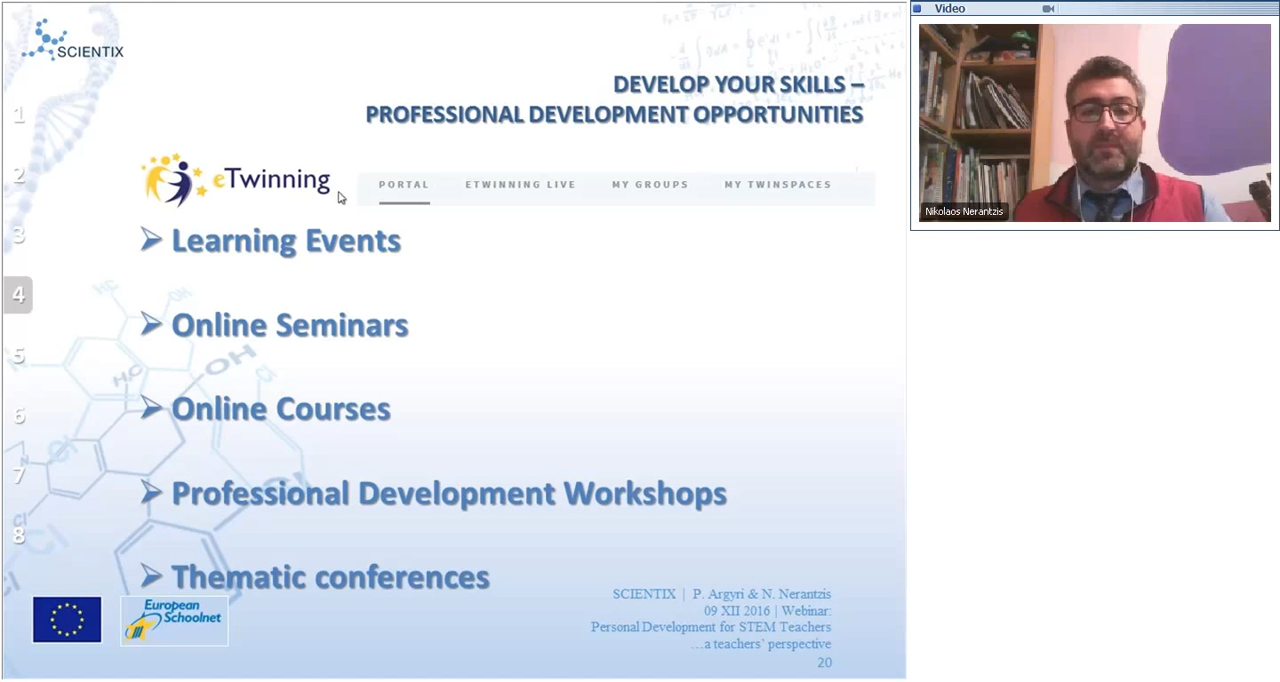 SCIENTIX
DEVELOP YOUR SKILLS –
PROFESSIONAL DEVELOPMENT OPPORTUNITIES
1
2
3
4
5
6
7
8
eTwinning
PORTAL ETWINNING LIVE MY GROUPS MY TWINSPACES
➢ Learning Events
➢ Online Seminars
➢ Online Courses
➢ Professional Development Workshops
➢ Thematic conferences
European
Schoolnet
SCIENTIX | P. Argyri & N. Nerantzis
09 XII 2016 | Webinar:
Personal Development for STEM Teachers
…a teachers’ perspective
20
Video
Nikolaos Nerantzis
H₃C
OH